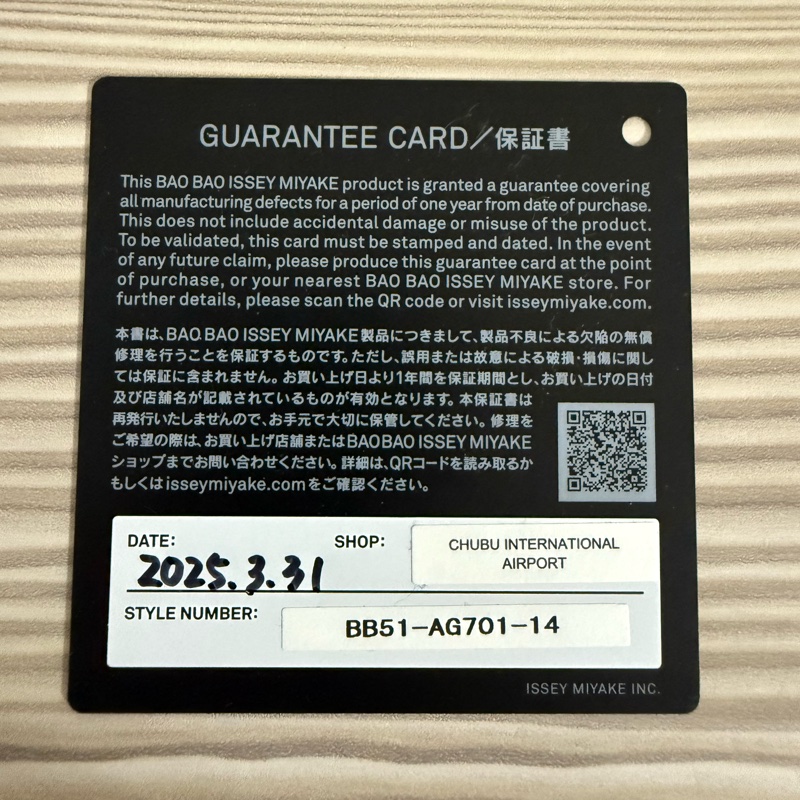 GUARANTEE CARD/保証書
This BAO BAO ISSEY MIYAKE product is granted a guarantee covering
all manufacturing defects for a period of one year from date of purchase.
This does not include accidental damage or misuse of the product.
To be validated, this card must be stamped and dated. In the event
of any future claim, please produce this guarantee card at the point
of purchase, or your nearest BAO BAO ISSEY MIYAKE store. For
further details, please scan the QR code or visit isseymiyake.com.
本書は、BAO BAO ISSEY MIYAKE製品につきまして、製品不良による欠陥の無償
修理を行うことを保証するものです。ただし、誤用または故意による破損・損傷に関し
ては保証に含まれません。お買い上げ日より1年間を保証期間とし、お買い上げの日付
及び店舗名が記載されているものが有効となります。本保証書は
再発行いたしませんので、お手元で大切に保管してください。修理を
ご希望の際は、お買い上げ店舗またはBAO BAO ISSEY MIYAKE
ショップまでお問い合わせください。詳細は、QRコードを読み取るか
もしくはisseymiyake.comをご確認ください。
DATE: 2025.3.31
SHOP: CHUBU INTERNATIONAL
AIRPORT
STYLE NUMBER: BB51-AG701-14
ISSEY MIYAKE INC.